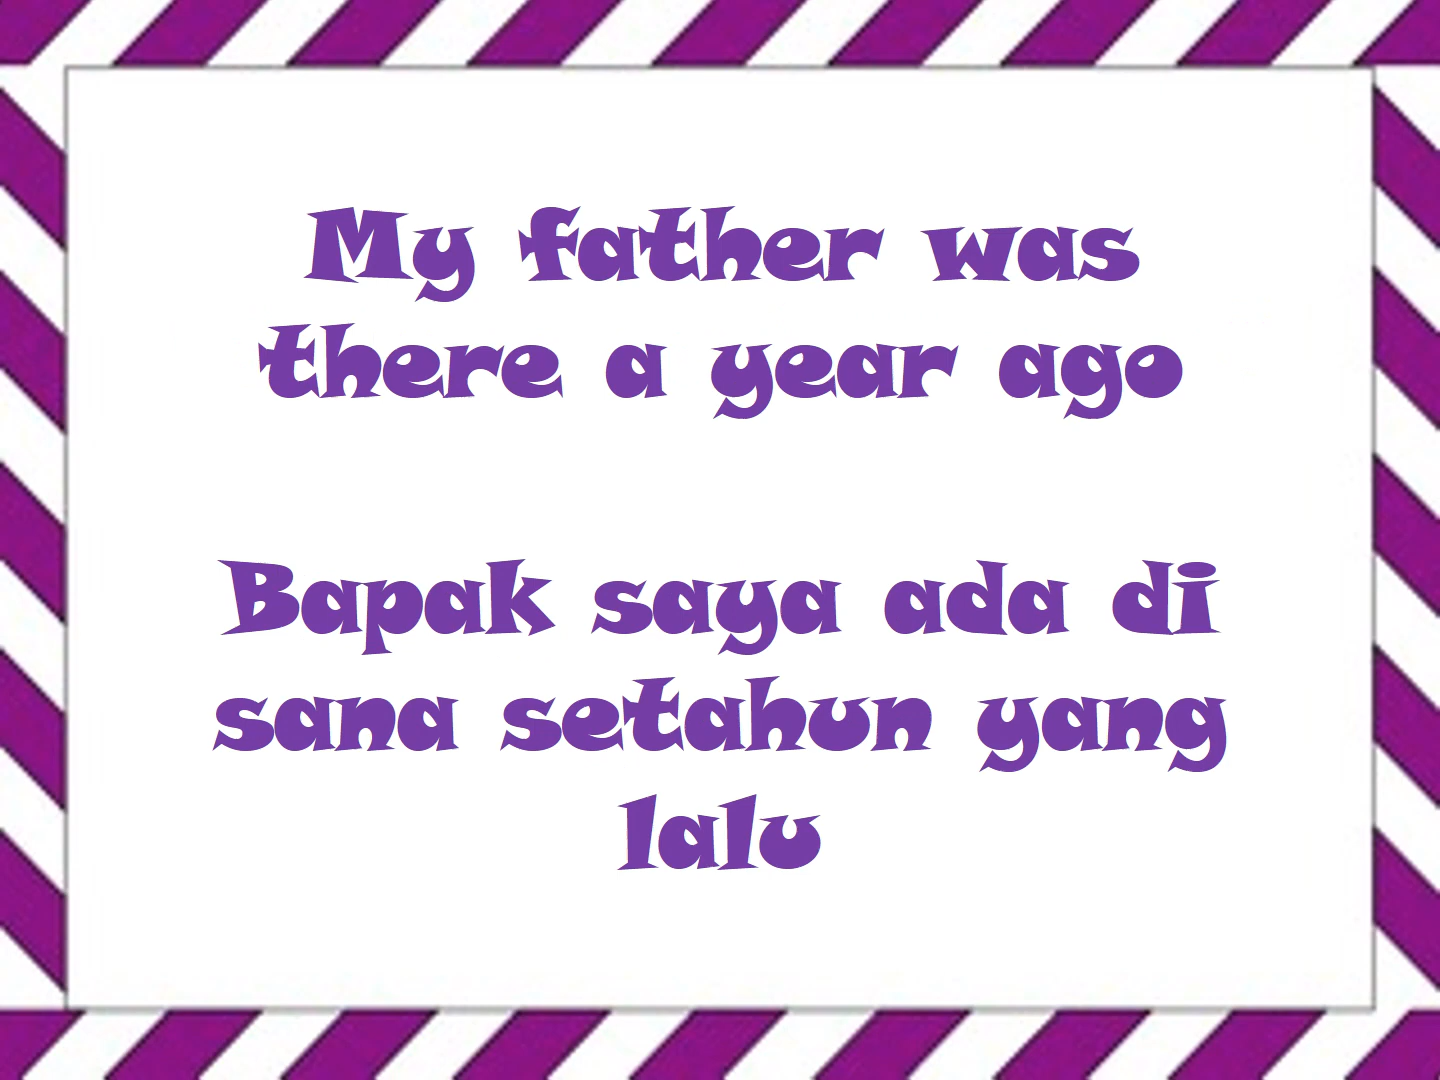 My father was
there a year ago
Bapak saya ada di
sana setahun yang
lalu